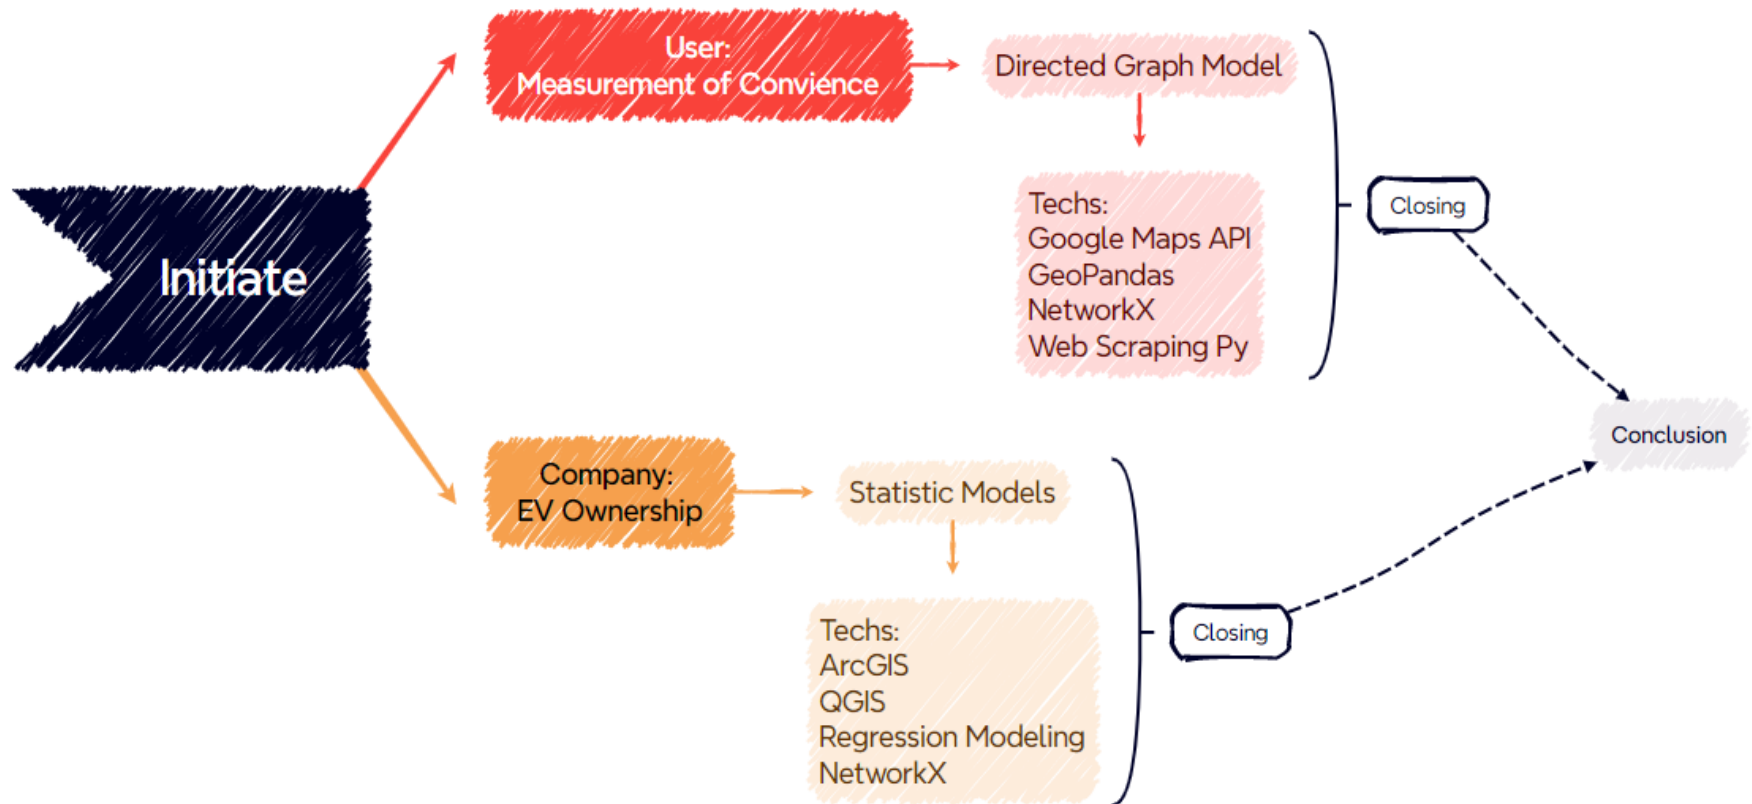 User:
Measurement of Convience
Directed Graph Model
Techs:
Google Maps API
GeoPandas
NetworkX
Web Scraping Py
Closing
Initiate
Conclusion
Company:
EV Ownership
Statistic Models
Techs:
ArcGIS
QGIS
Regression Modeling
NetworkX
Closing